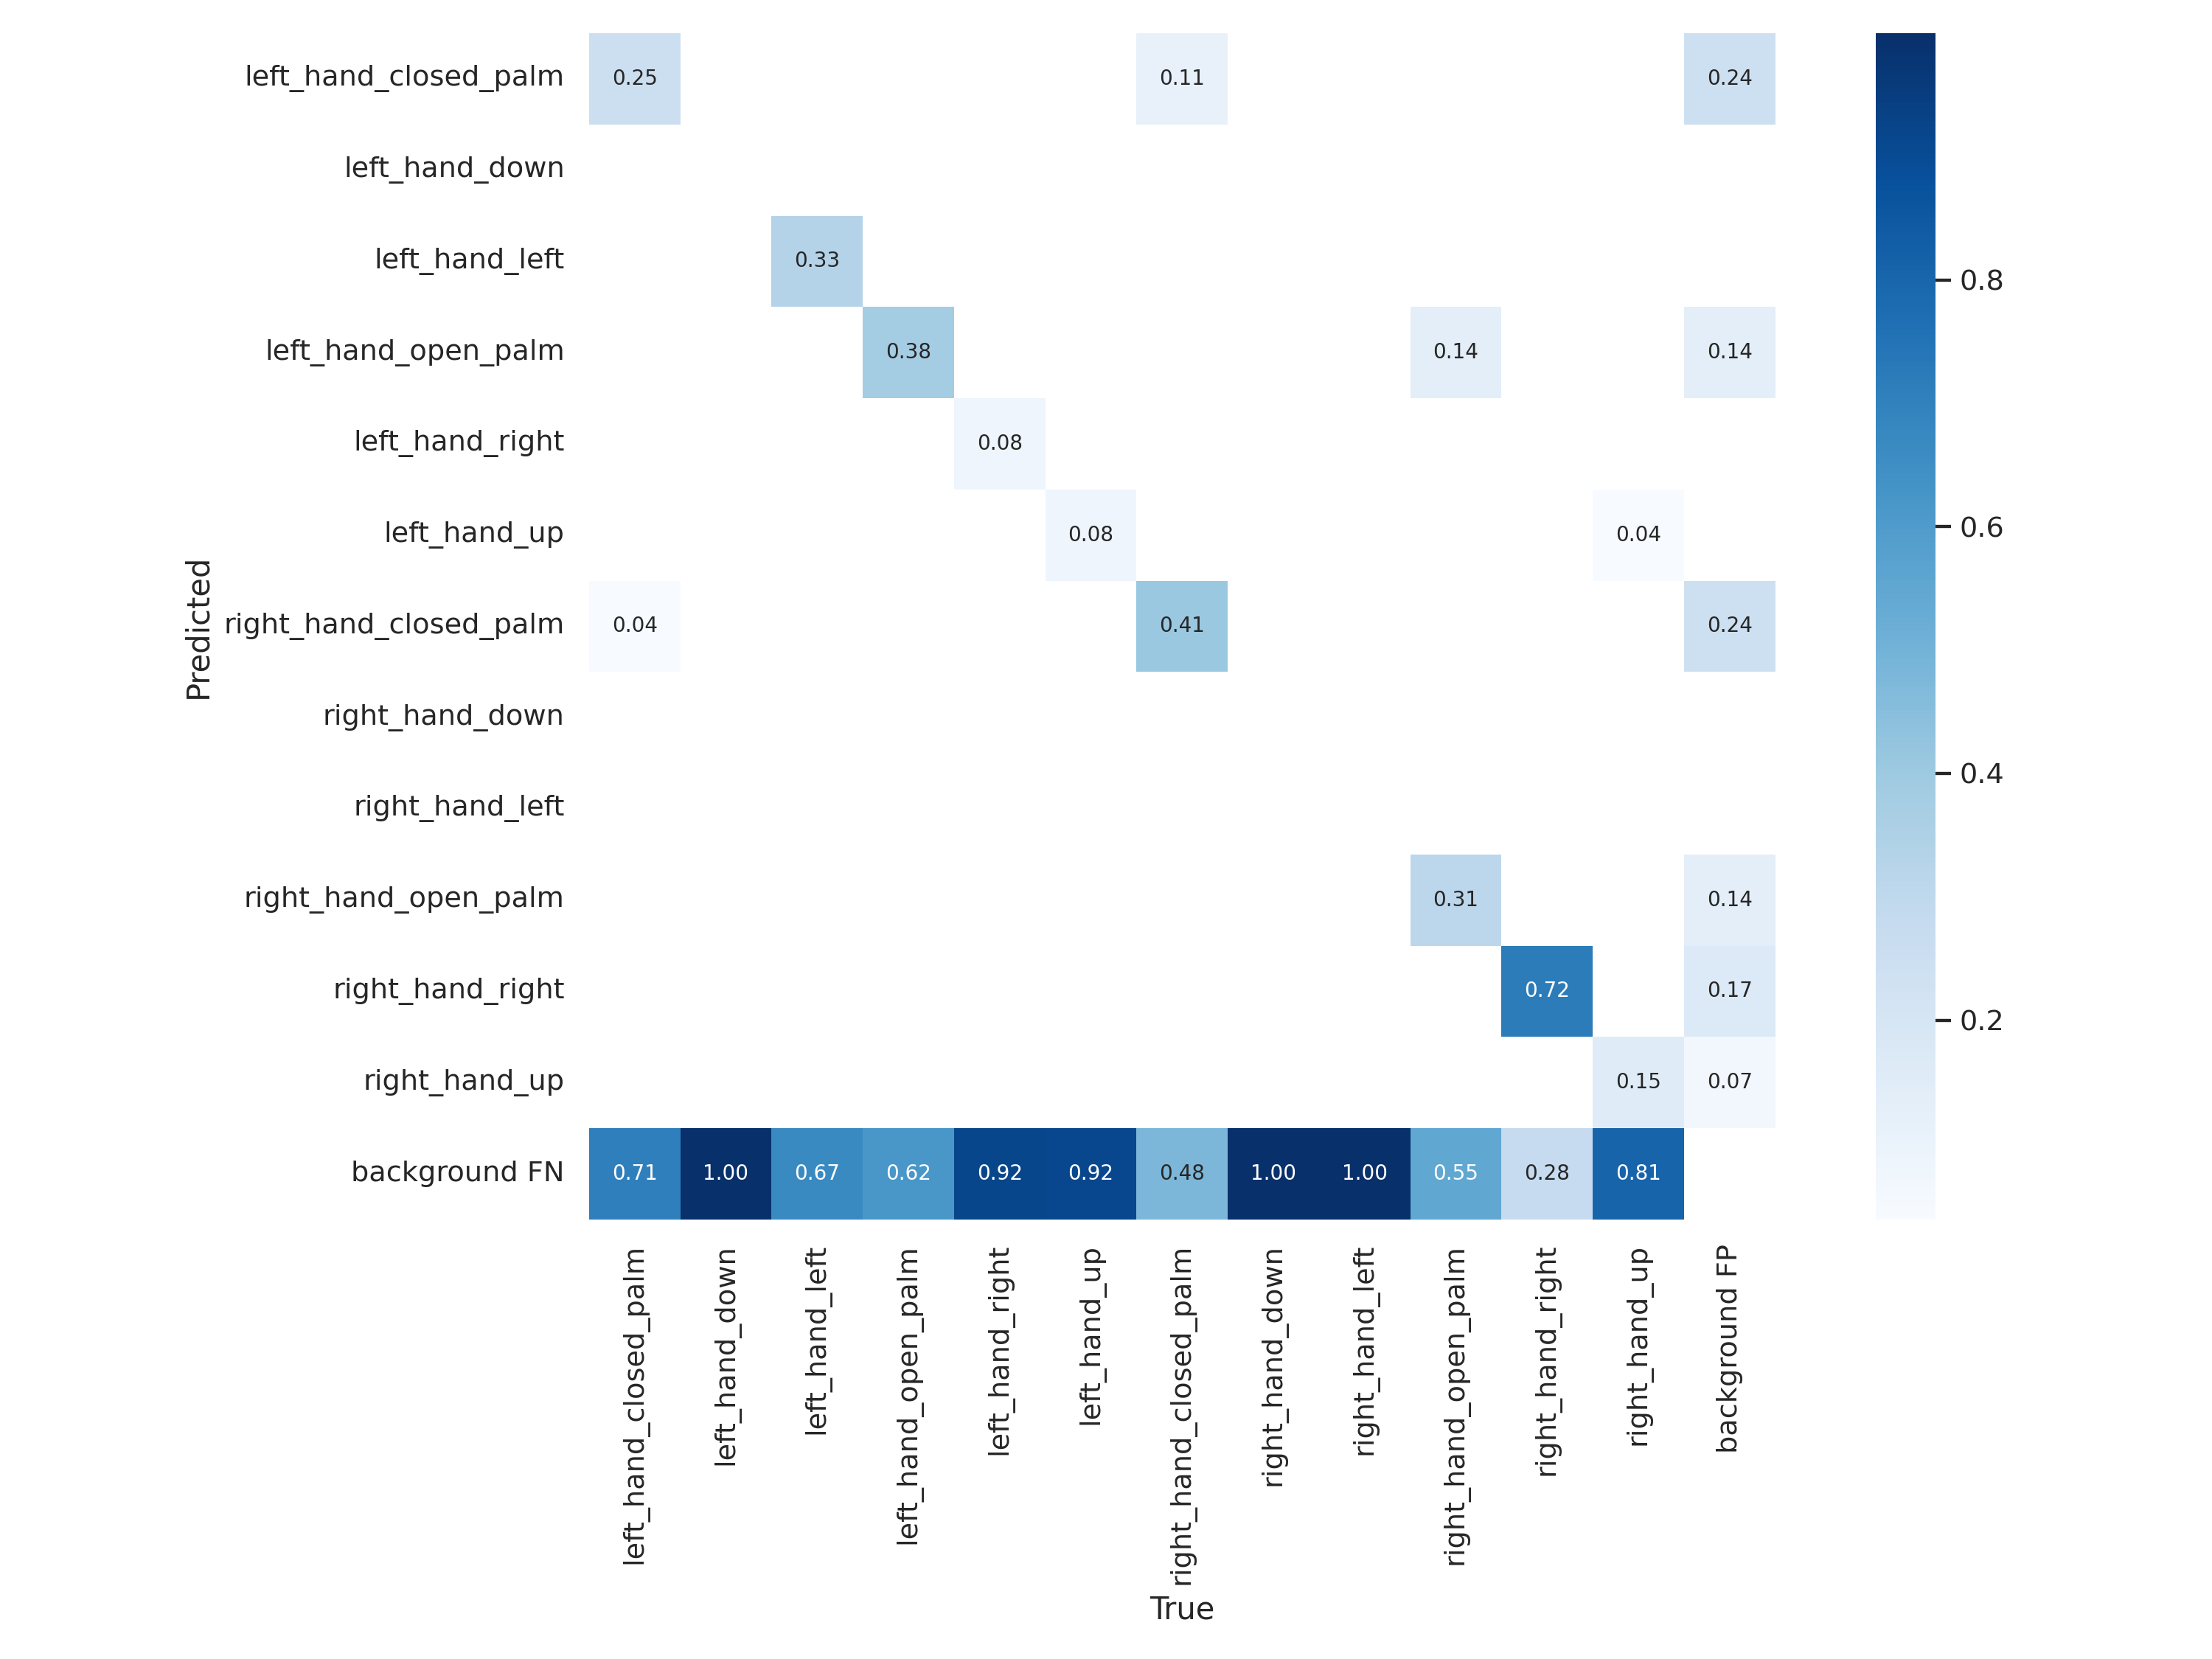 left_hand_closed_palm 0.25 0.11 0.24
left_hand_down
left_hand_left 0.33
0.8
left_hand_open_palm 0.38 0.14 0.14
left_hand_right 0.08
left_hand_up 0.08 0.04
0.6
Predicted
right_hand_closed_palm 0.04 0.41 0.24
right_hand_down
0.4
right_hand_left
right_hand_open_palm 0.31 0.14
right_hand_right 0.72 0.17
0.2
right_hand_up 0.15 0.07
background FN 0.71 1.00 0.67 0.62 0.92 0.92 0.48 1.00 1.00 0.55 0.28 0.81
left_hand_closed_palm
left_hand_down
left_hand_left
left_hand_open_palm
left_hand_right
left_hand_up
right_hand_closed_palm
right_hand_down
right_hand_left
right_hand_open_palm
right_hand_right
right_hand_up
background FP
True